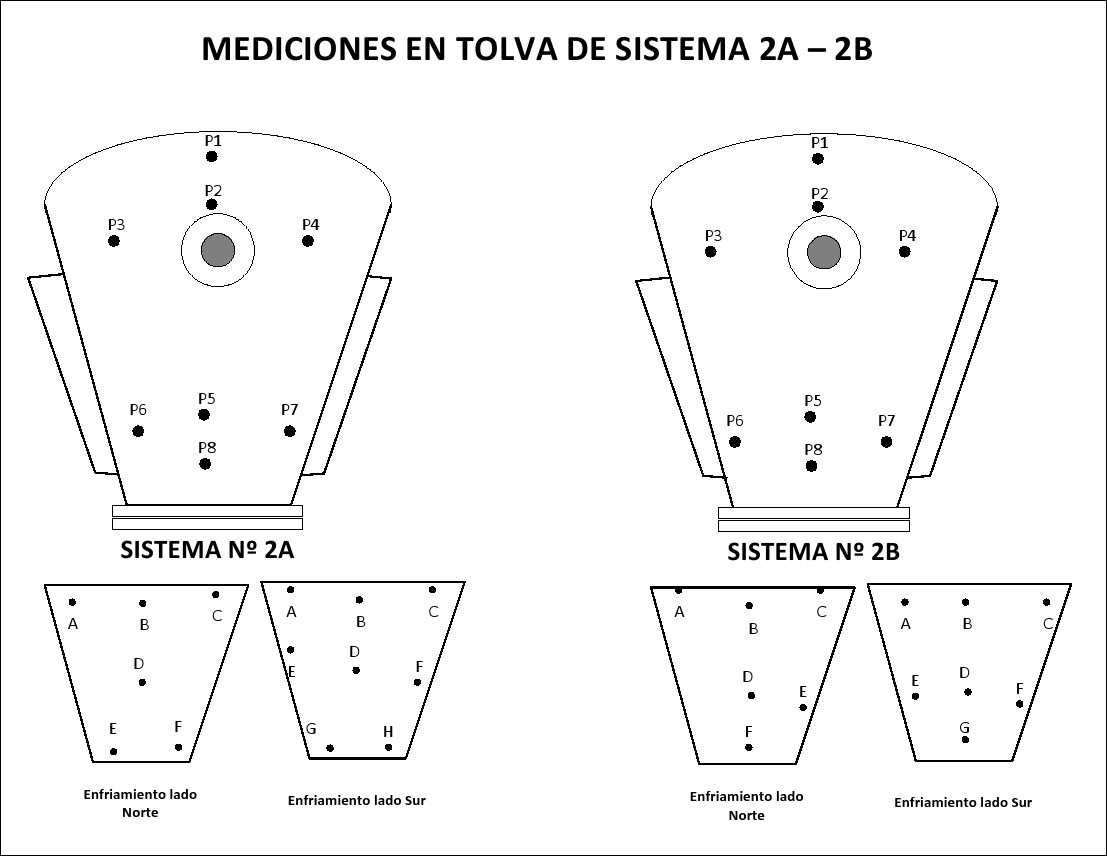 MEDICIONES EN TOLVA DE SISTEMA 2A – 2B
P1
P2
P3
P4
P5
P6
P7
P8
SISTEMA Nº 2A
A
B
C
D
E
F
Enfriamiento lado
Norte
A
B
C
D
E
F
G
H
Enfriamiento lado Sur
P1
P2
P3
P4
P5
P6
P7
P8
SISTEMA Nº 2B
A
B
C
D
E
F
Enfriamiento lado
Norte
A
B
C
D
E
F
G
Enfriamiento lado Sur